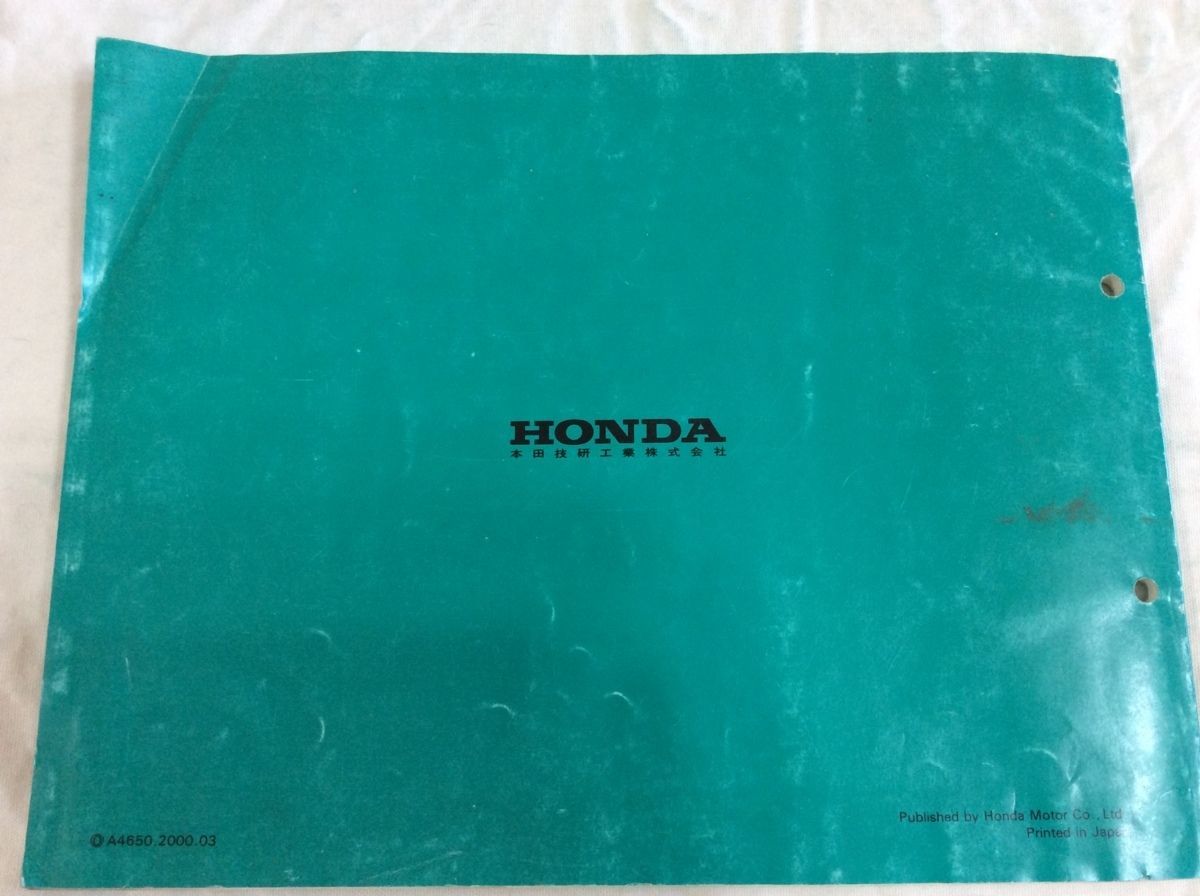 HONDA
本田技研工業株式会社
Published by Honda Motor Co., Ltd
Printed in Japan
Ⓞ A4650.2000.03